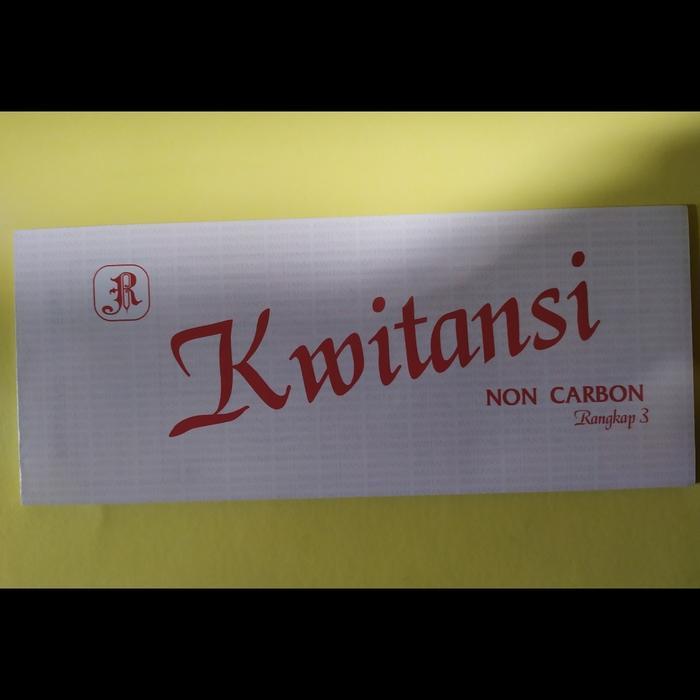 R
Kwitansi
NON CARBON
Rangkap 3